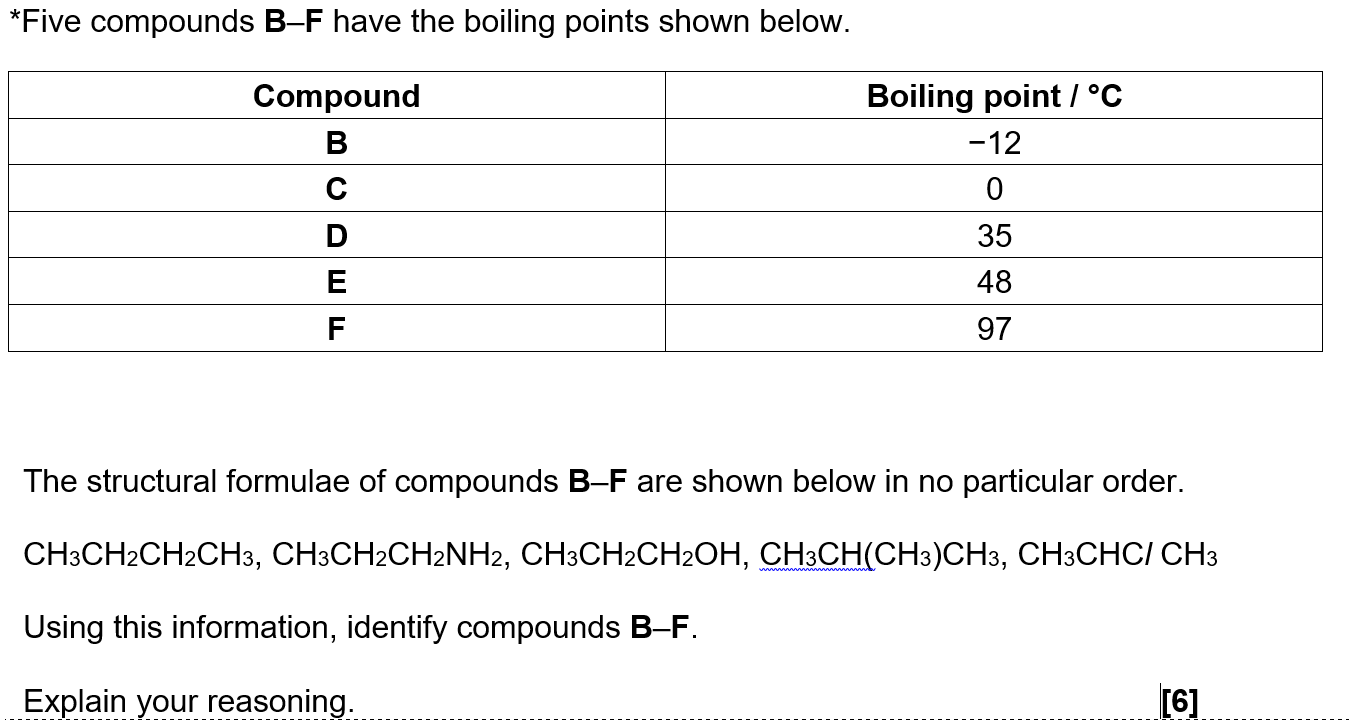 *Five compounds B–F have the boiling points shown below.
Compound Boiling point / °C
B −12
C 0
D 35
E 48
F 97
The structural formulae of compounds B–F are shown below in no particular order.
CH3CH2CH2CH3, CH3CH2CH2NH2, CH3CH2CH2OH, CH3CH(CH3)CH3, CH3CHCl CH3
Using this information, identify compounds B–F.
Explain your reasoning. [6]